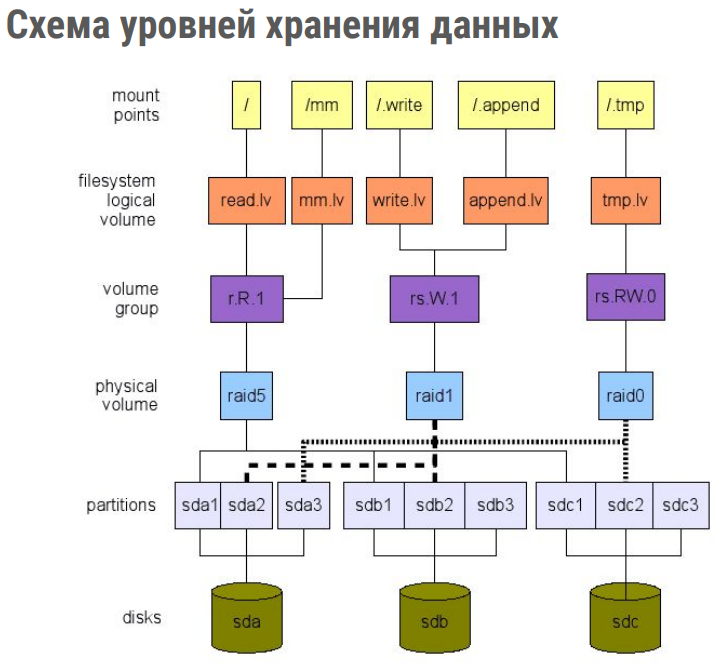 Схема уровней хранения данных
mount
points
/
/mm
/.write
/.append
/.tmp
filesystem
logical
volume
read.lv
mm.lv
write.lv
append.lv
tmp.lv
volume
group
r.R.1
rs.W.1
rs.RW.0
physical
volume
raid5
raid1
raid0
partitions
sda1
sda2
sda3
sdb1
sdb2
sdb3
sdc1
sdc2
sdc3
disks
sda
sdb
sdc